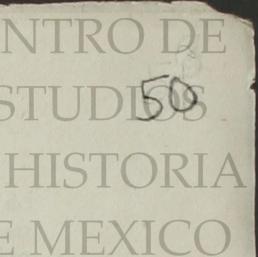 NTRO DE
STUDIOS
50
HISTORIA
E MEXICO